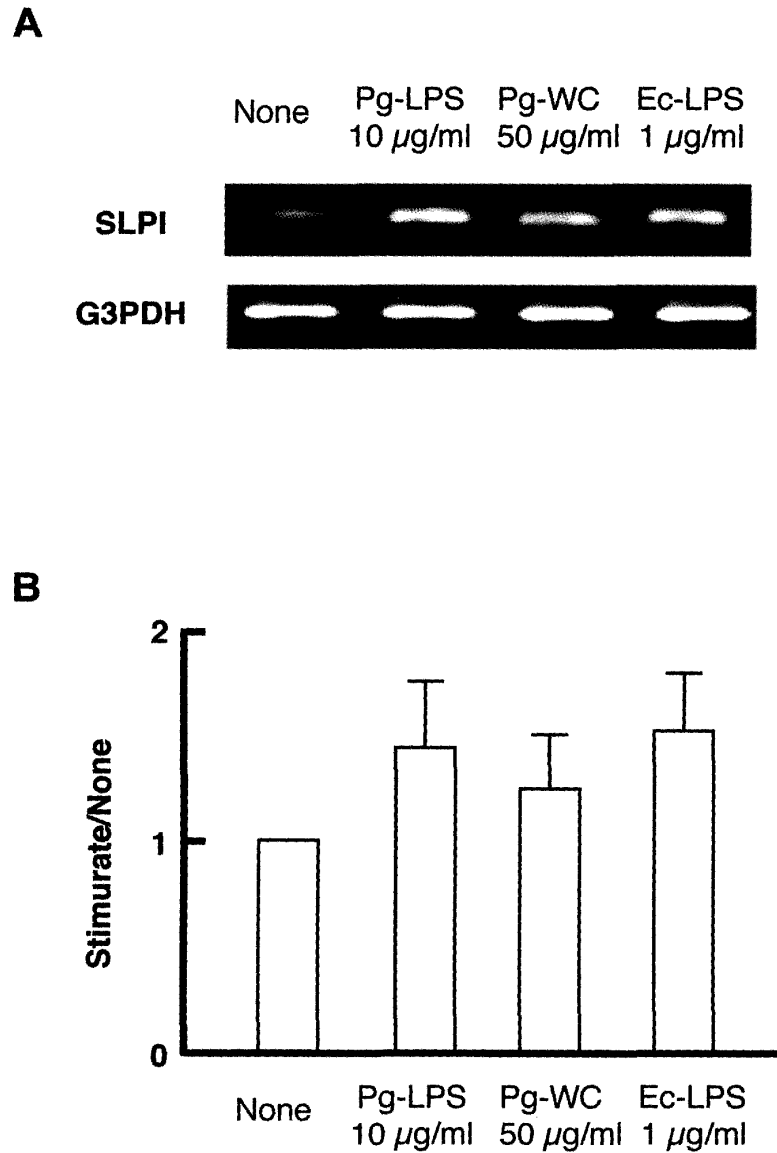 A
None Pg-LPS Pg-WC Ec-LPS
10 µg/ml 50 µg/ml 1 µg/ml
SLPI
G3PDH
B
2
Stimurate/None
1
0
None Pg-LPS Pg-WC Ec-LPS
10 µg/ml 50 µg/ml 1 µg/ml